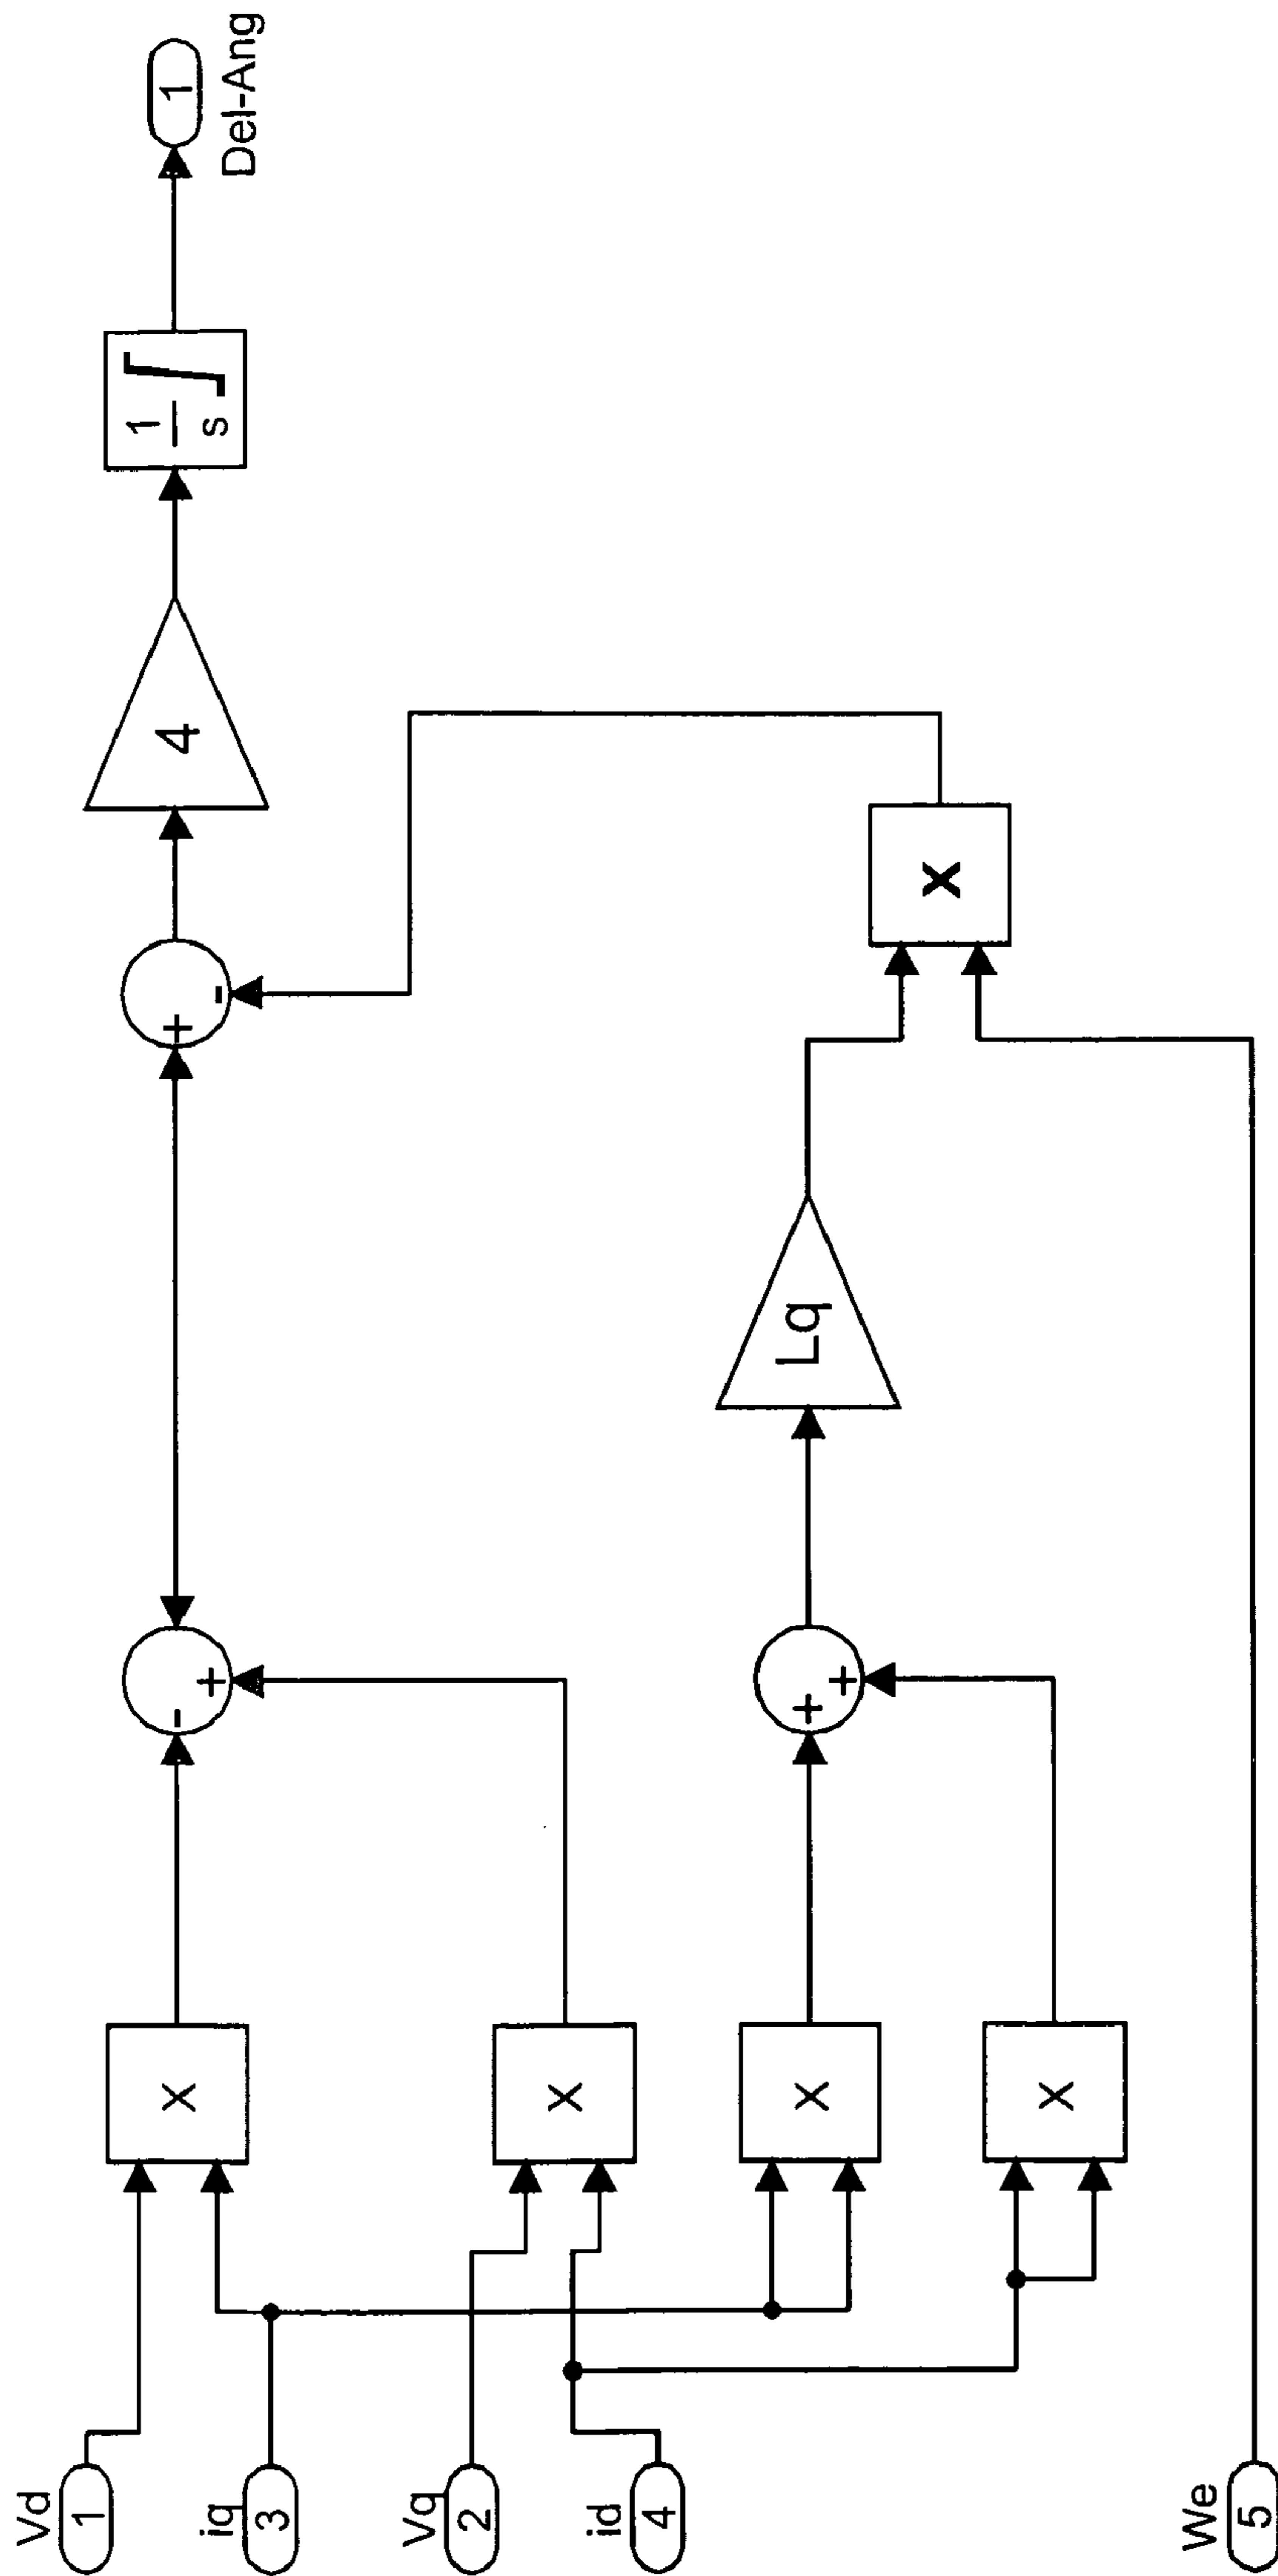 Vd
1
iq
3
Vq
2
id
4
We
5
X
X
X
X
- +
+ +
Lq
X
+ -
4
1
s
∫
1
Del-Ang